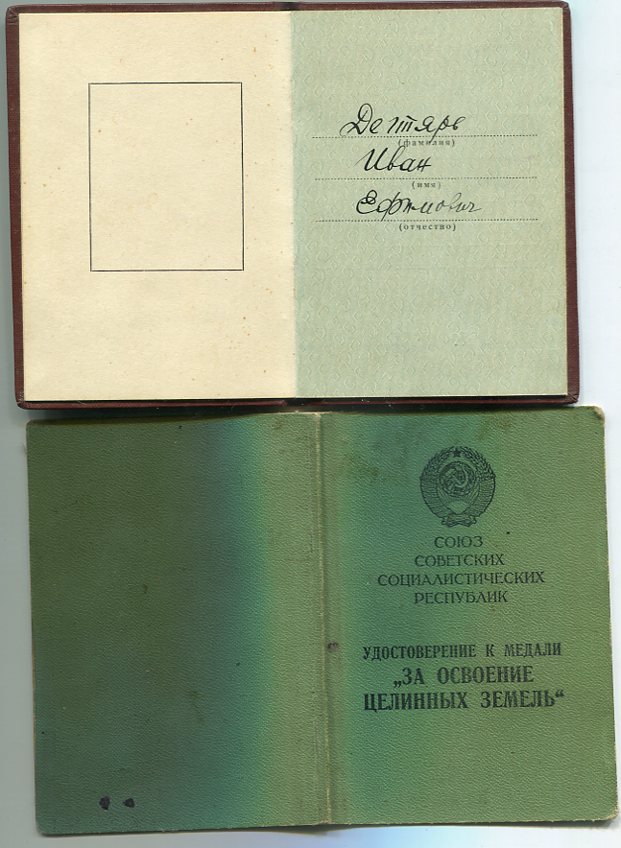 Дегтярь
(фамилия)
Иван
(имя)
Ефимович
(отчество)
СОЮЗ
СОВЕТСКИХ
СОЦИАЛИСТИЧЕСКИХ
РЕСПУБЛИК
УДОСТОВЕРЕНИЕ К МЕДАЛИ
„ЗА ОСВОЕНИЕ
ЦЕЛИННЫХ ЗЕМЕЛЬ“